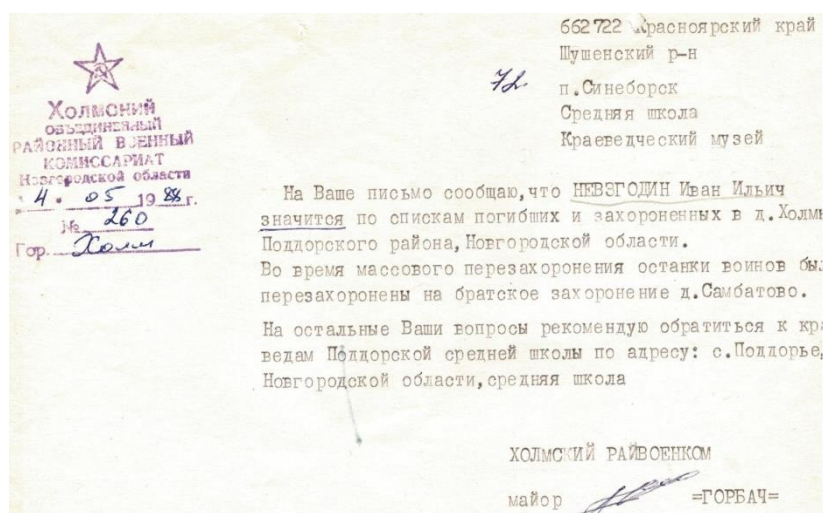 662722 Красноярский край
Шушенский р-н
п.Синеборск
Средняя школа
Краеведческий музей
72
Холмский
объединенный
районный военный
комиссариат
Новгородской области
"4" 05 1988г.
№ 260
Гор. Холм
На Ваше письмо сообщаю,что НЕВЗГОДИН Иван Ильич
значится по спискам погибших и захороненных в д.Холмы
Поддорского района,Новгородской области.
Во время массового перезахоронения останки воинов бы
перезахоронены на братское захоронение д.Самбатово.
На остальные Ваши вопросы рекомендую обратиться к кра
ведам Поддорской средней школы по адресу: с.Поддорье,
Новгородской области,средняя школа
ХОЛМСКИЙ РАЙВОЕНКОМ
майор =ГОРБАЧ=